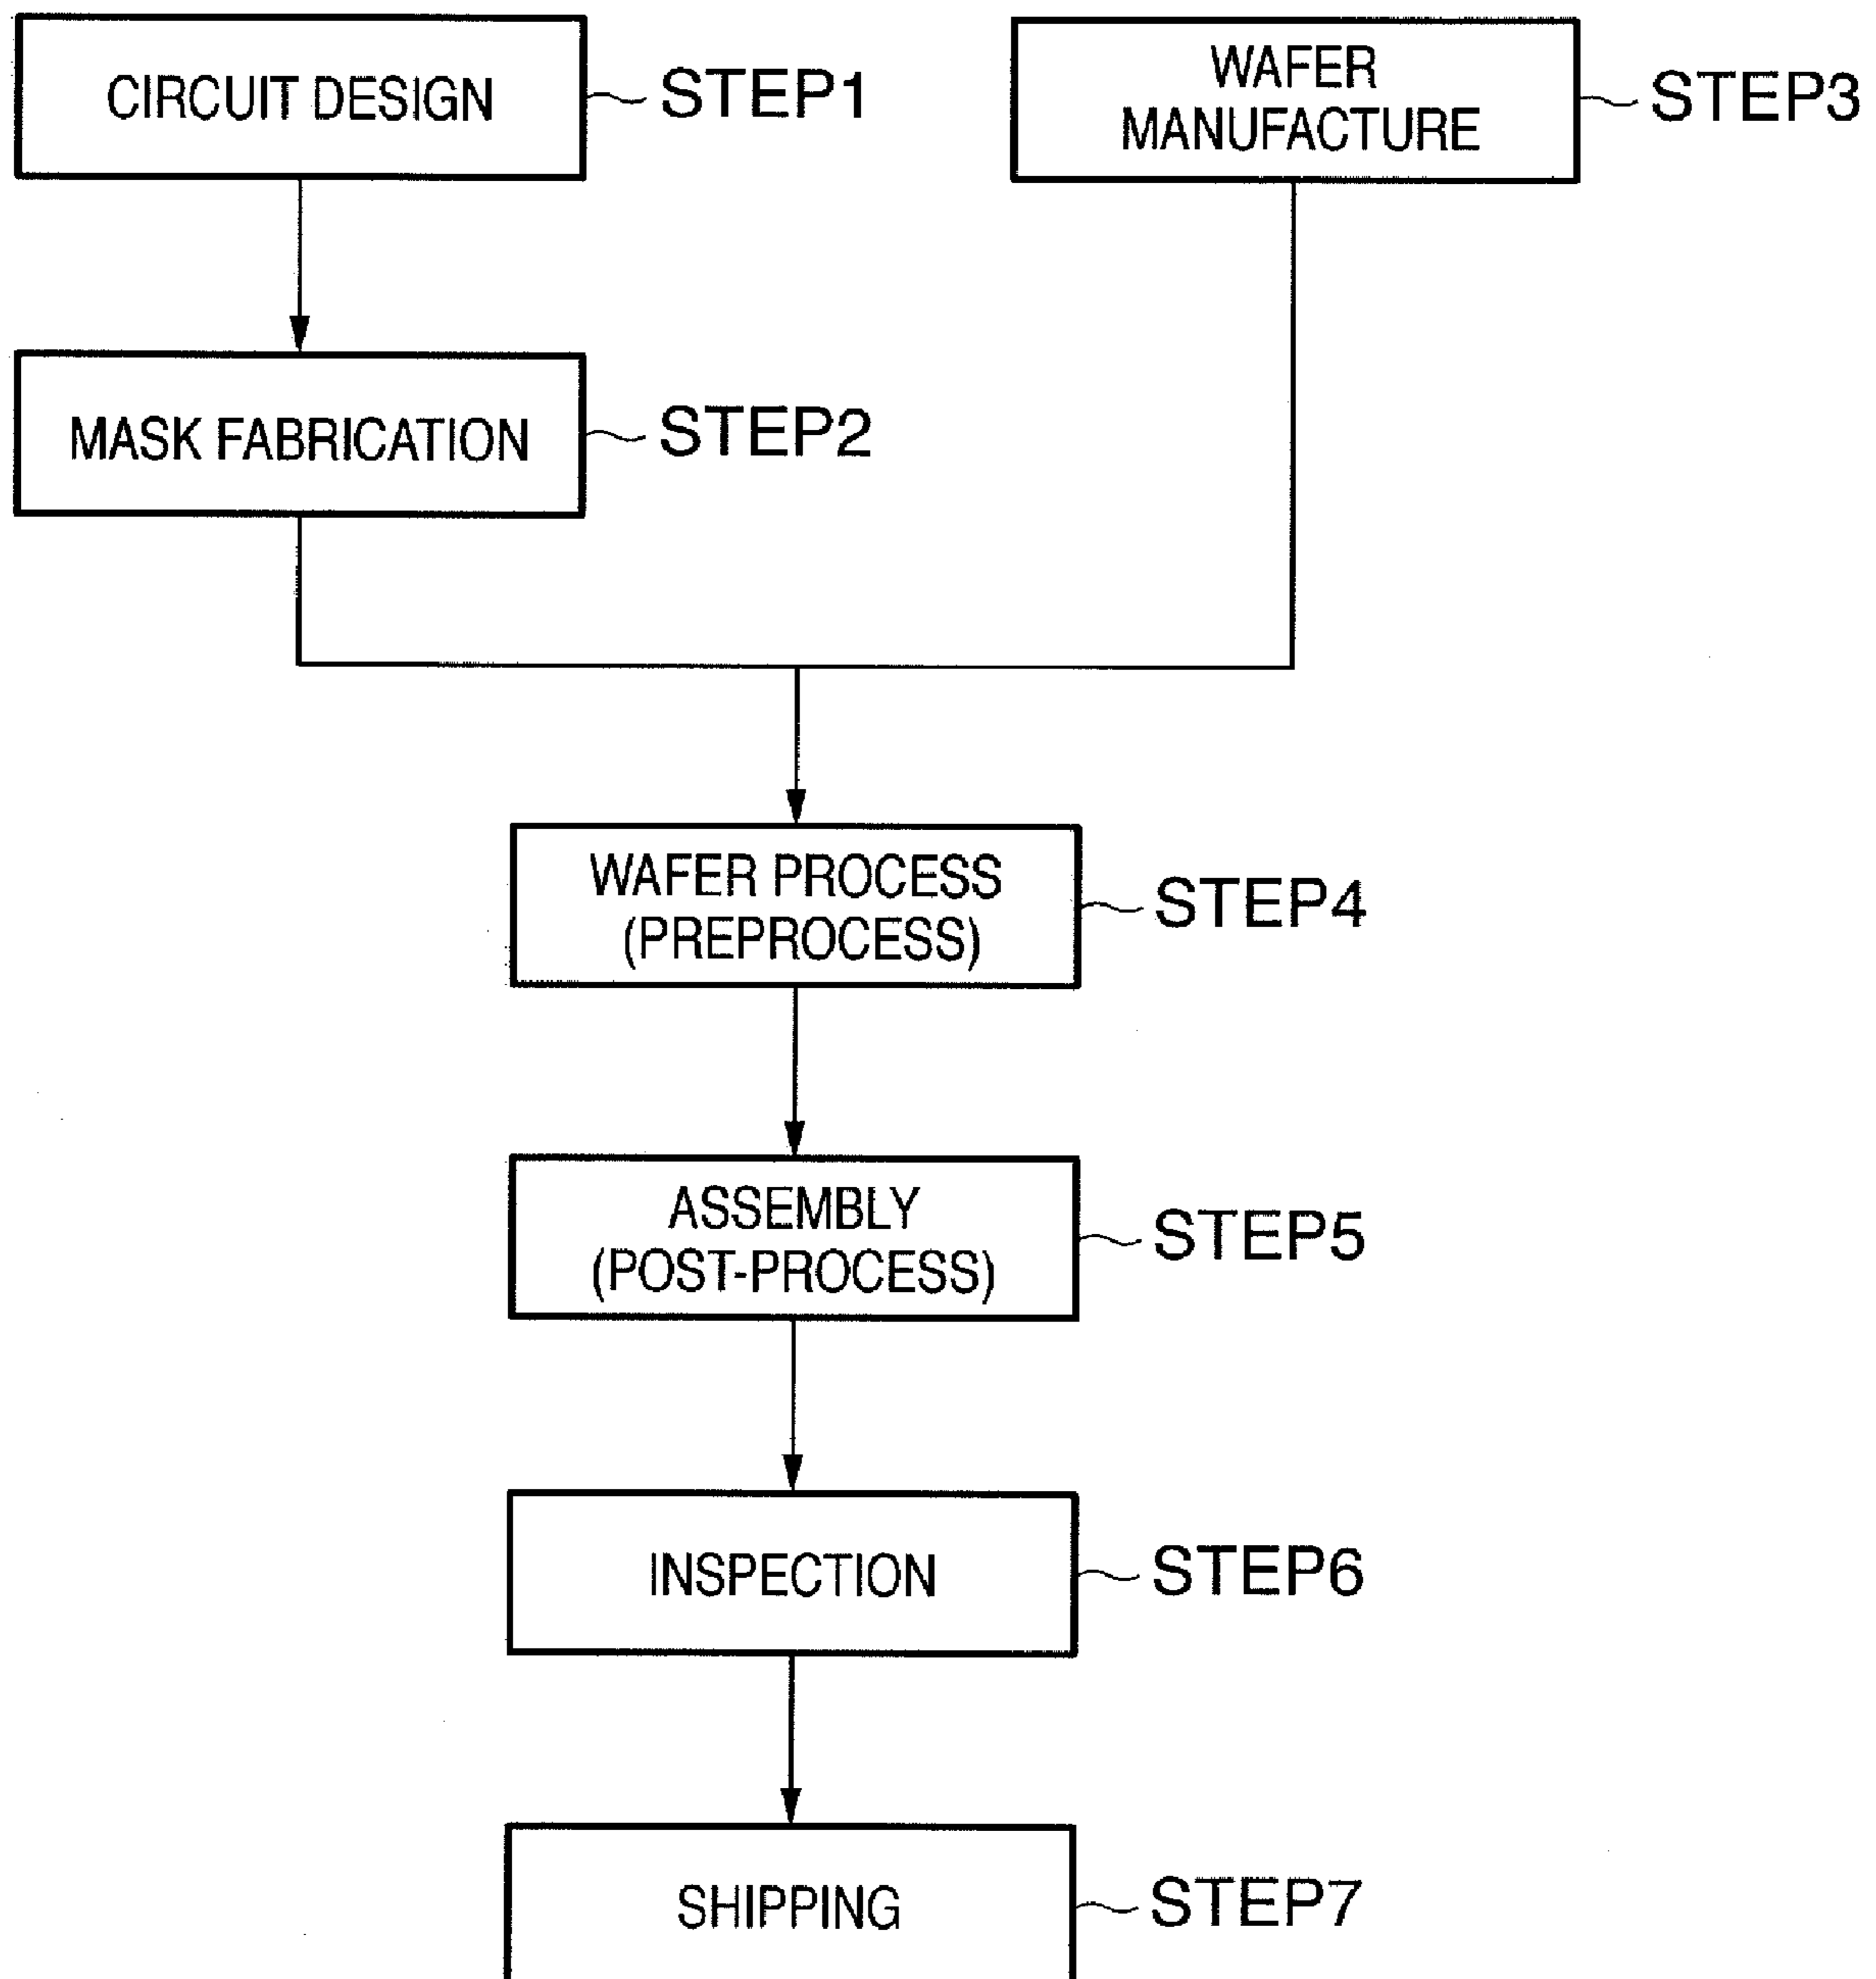 CIRCUIT DESIGN
STEP1
WAFER
MANUFACTURE
STEP3
MASK FABRICATION
STEP2
WAFER PROCESS
(PREPROCESS)
STEP4
ASSEMBLY
(POST-PROCESS)
STEP5
INSPECTION
STEP6
SHIPPING
STEP7